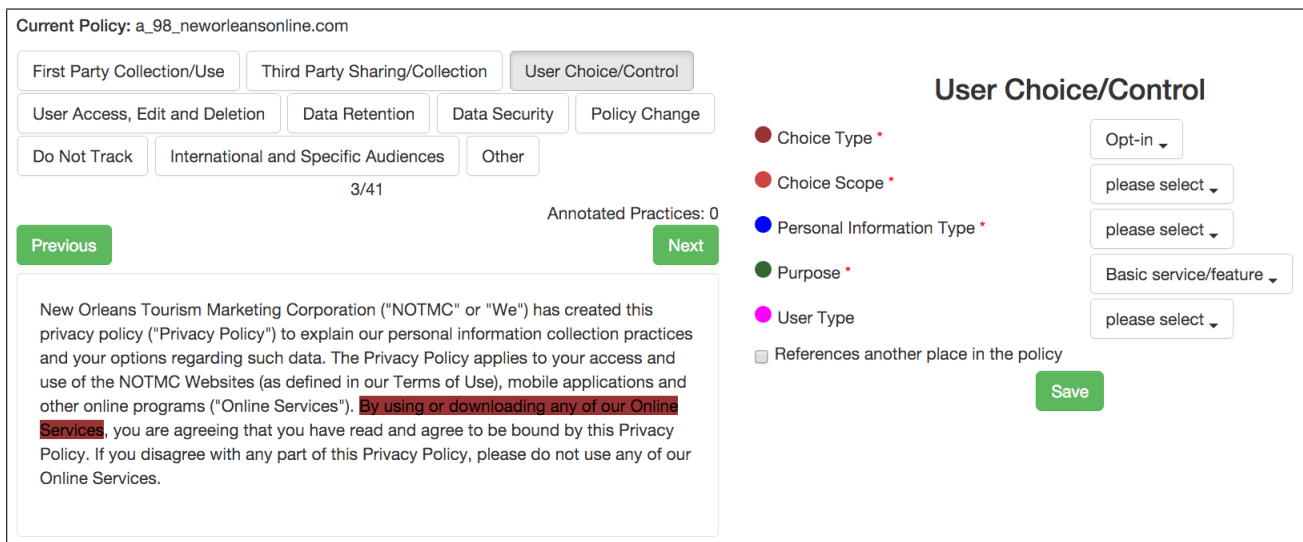 Current Policy: a_98_neworleansonline.com
First Party Collection/Use Third Party Sharing/Collection User Choice/Control
User Access, Edit and Deletion Data Retention Data Security Policy Change
Do Not Track International and Specific Audiences Other
3/41
Annotated Practices: 0
Previous Next
New Orleans Tourism Marketing Corporation ("NOTMC" or "We") has created this
privacy policy ("Privacy Policy") to explain our personal information collection practices
and your options regarding such data. The Privacy Policy applies to your access and
use of the NOTMC Websites (as defined in our Terms of Use), mobile applications and
other online programs ("Online Services"). By using or downloading any of our Online
Services, you are agreeing that you have read and agree to be bound by this Privacy
Policy. If you disagree with any part of this Privacy Policy, please do not use any of our
Online Services.
User Choice/Control
Choice Type * Opt-in
Choice Scope * please select
Personal Information Type * please select
Purpose * Basic service/feature
User Type please select
References another place in the policy
Save